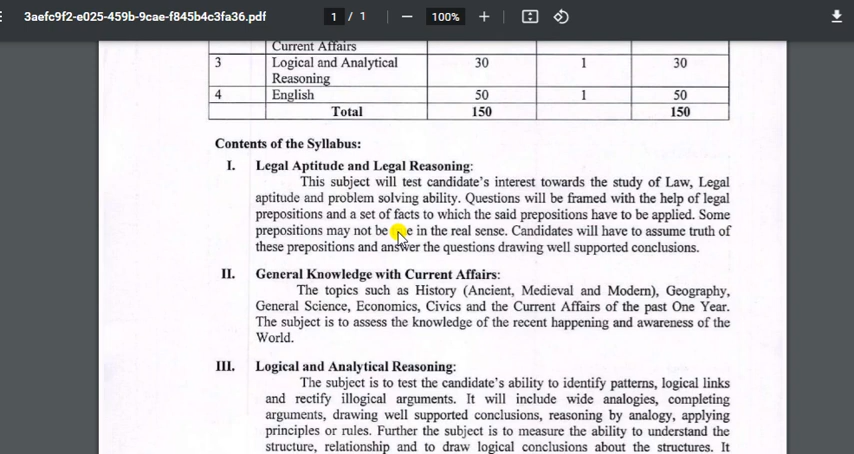 3aefc9f2-e025-459b-9cae-f845b4c3fa36.pdf 1 / 1 — 100% +
Current Affairs
3 Logical and Analytical 30 1 30
Reasoning
4 English 50 1 50
Total 150 150
Contents of the Syllabus:
I. Legal Aptitude and Legal Reasoning:
This subject will test candidate's interest towards the study of Law, Legal
aptitude and problem solving ability. Questions will be framed with the help of legal
prepositions and a set of facts to which the said prepositions have to be applied. Some
prepositions may not be in the real sense. Candidates will have to assume truth of
these prepositions and answer the questions drawing well supported conclusions.
II. General Knowledge with Current Affairs:
The topics such as History (Ancient, Medieval and Modern), Geography,
General Science, Economics, Civics and the Current Affairs of the past One Year.
The subject is to assess the knowledge of the recent happening and awareness of the
World.
III. Logical and Analytical Reasoning:
The subject is to test the candidate's ability to identify patterns, logical links
and rectify illogical arguments. It will include wide analogies, completing
arguments, drawing well supported conclusions, reasoning by analogy, applying
principles or rules. Further the subject is to measure the ability to understand the
structure, relationship and to draw logical conclusions about the structures. It